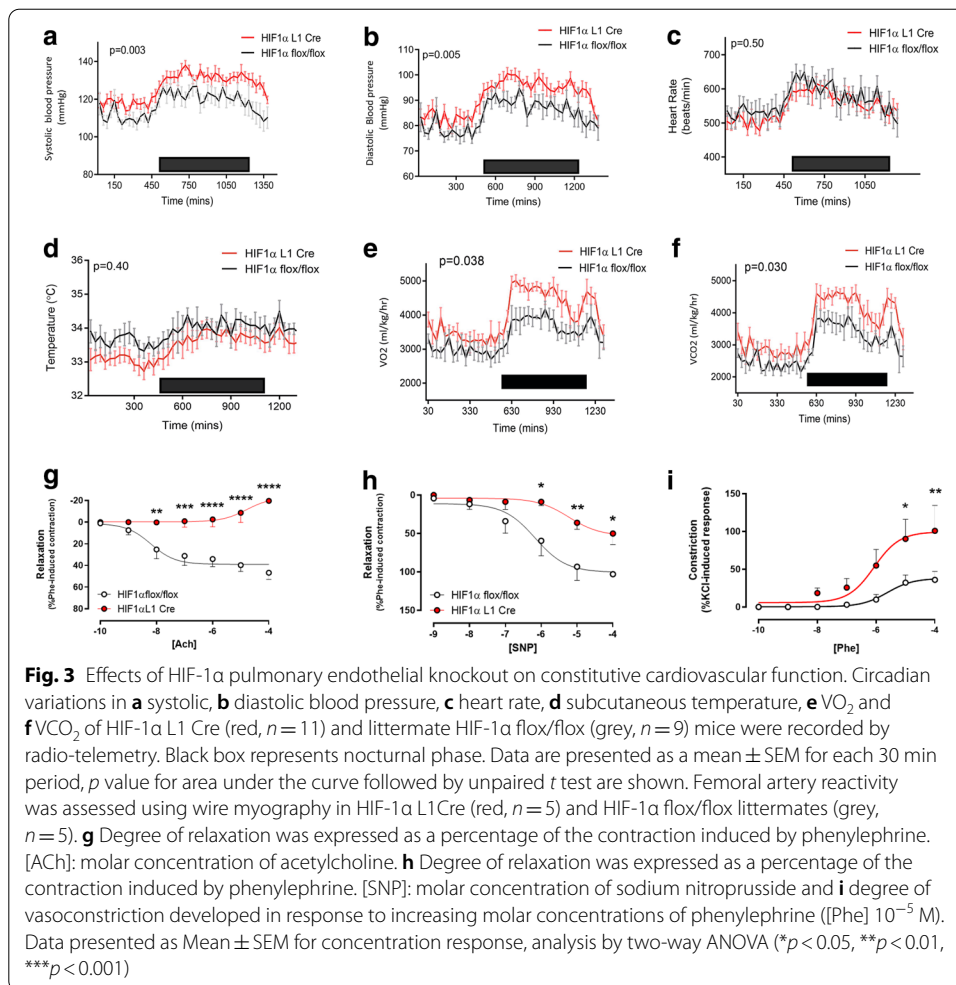 a
HIF1α L1 Cre
HIF1α flox/flox
p=0.003
Systolic Blood pressure
(mmHg)
140
120
100
80
150 450 750 1050 1350
Time (mins)
b
HIF1α L1 Cre
HIF1α flox/flox
p=0.005
Diastolic Blood pressure
(mmHg)
110
100
90
80
70
60
300 600 900 1200
Time (mins)
c
HIF1α L1 Cre
HIF1α flox/flox
p=0.50
Heart Rate
(beats/min)
700
600
500
400
150 450 750 1050
Time (mins)
d
HIF1α L1 Cre
HIF1α flox/flox
p=0.40
Temperature (°C)
36
35
34
33
32
300 600 900 1200
Time (mins)
e
HIF1α L1 Cre
HIF1α flox/flox
p=0.038
VO2 (ml/kg/hr)
5000
4000
3000
2000
30 330 630 930 1230
Time (mins)
f
HIF1α L1 Cre
HIF1α flox/flox
p=0.030
VCO2 (ml/kg/hr)
5000
4000
3000
2000
30 330 630 930 1230
Time (mins)
g
** *** **** **** ****
Relaxation
(%Phe-induced contraction)
-20
0
20
40
60
80
HIF1αflox/flox
HIF1αL1 Cre
-10 -8 -6 -4
[Ach]
h
* ** *
Relaxation
(%Phe-induced contraction)
0
50
100
150
HIF1α flox/flox
HIF1α L1 Cre
-9 -8 -7 -6 -5 -4
[SNP]
i
* **
Constriction
(%KCl-induced response)
150
100
50
0
-10 -8 -6 -4
[Phe]
Fig. 3 Effects of HIF-1α pulmonary endothelial knockout on constitutive cardiovascular function. Circadian
variations in a systolic, b diastolic blood pressure, c heart rate, d subcutaneous temperature, e VO₂ and
f VCO₂ of HIF-1α L1 Cre (red, n = 11) and littermate HIF-1α flox/flox (grey, n = 9) mice were recorded by
radio-telemetry. Black box represents nocturnal phase. Data are presented as a mean ± SEM for each 30 min
period, p value for area under the curve followed by unpaired t test are shown. Femoral artery reactivity
was assessed using wire myography in HIF-1α L1Cre (red, n = 5) and HIF-1α flox/flox littermates (grey,
n = 5). g Degree of relaxation was expressed as a percentage of the contraction induced by phenylephrine.
[ACh]: molar concentration of acetylcholine. h Degree of relaxation was expressed as a percentage of the
contraction induced by phenylephrine. [SNP]: molar concentration of sodium nitroprusside and i degree of
vasoconstriction developed in response to increasing molar concentrations of phenylephrine ([Phe] 10⁻⁵ M).
Data presented as Mean ± SEM for concentration response, analysis by two-way ANOVA (*p < 0.05, **p < 0.01,
***p < 0.001)